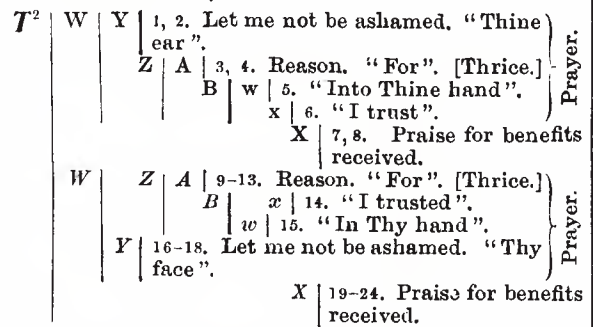 T² | W | Y | 1, 2. Let me not be ashamed. “Thine
ear”.
Z | A | 3, 4. Reason. “For”. [Thrice.]
B | w | 5. “Into Thine hand”.
x | 6. “I trust”.
Prayer.
X | 7, 8. Praise for benefits
received.
W | Z | A | 9–13. Reason. “For”. [Thrice.]
B | x | 14. “I trusted”.
w | 15. “In Thy hand”.
Y | 16–18. Let me not be ashamed. “Thy
face”.
Prayer.
X | 19–24. Praise for benefits
received.